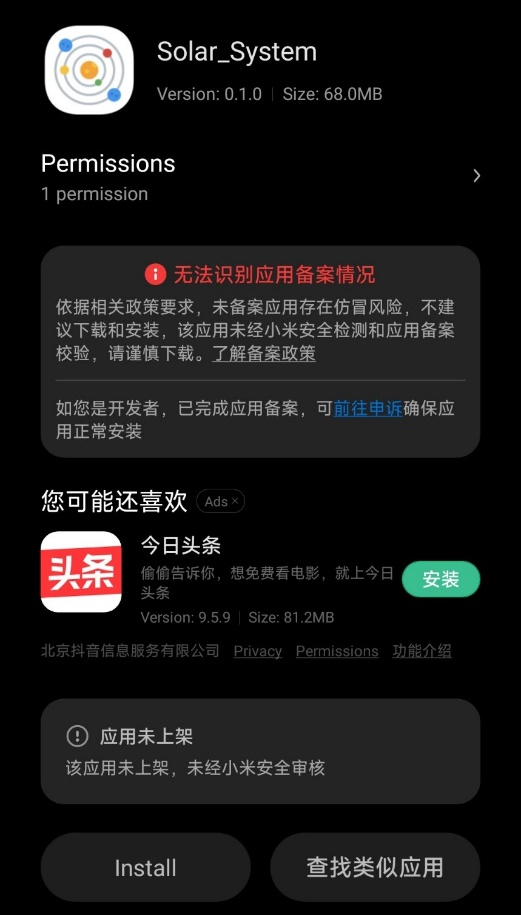 Solar_System
Version: 0.1.0 | Size: 68.0MB
Permissions
1 permission
无法识别应用备案情况
依据相关政策要求，未备案应用存在仿冒风险，不建
议下载和安装，该应用未经小米安全检测和应用备案
校验，请谨慎下载。了解备案政策
如您是开发者，已完成应用备案，可前往申诉确保应
用正常安装
您可能还喜欢 Ads ×
头条
今日头条
偷偷告诉你，想免费看电影，就上今日
头条
安装
Version: 9.5.9 | Size: 81.2MB
北京抖音信息服务有限公司 Privacy Permissions 功能介绍
应用未上架
该应用未上架，未经小米安全审核
Install
查找类似应用